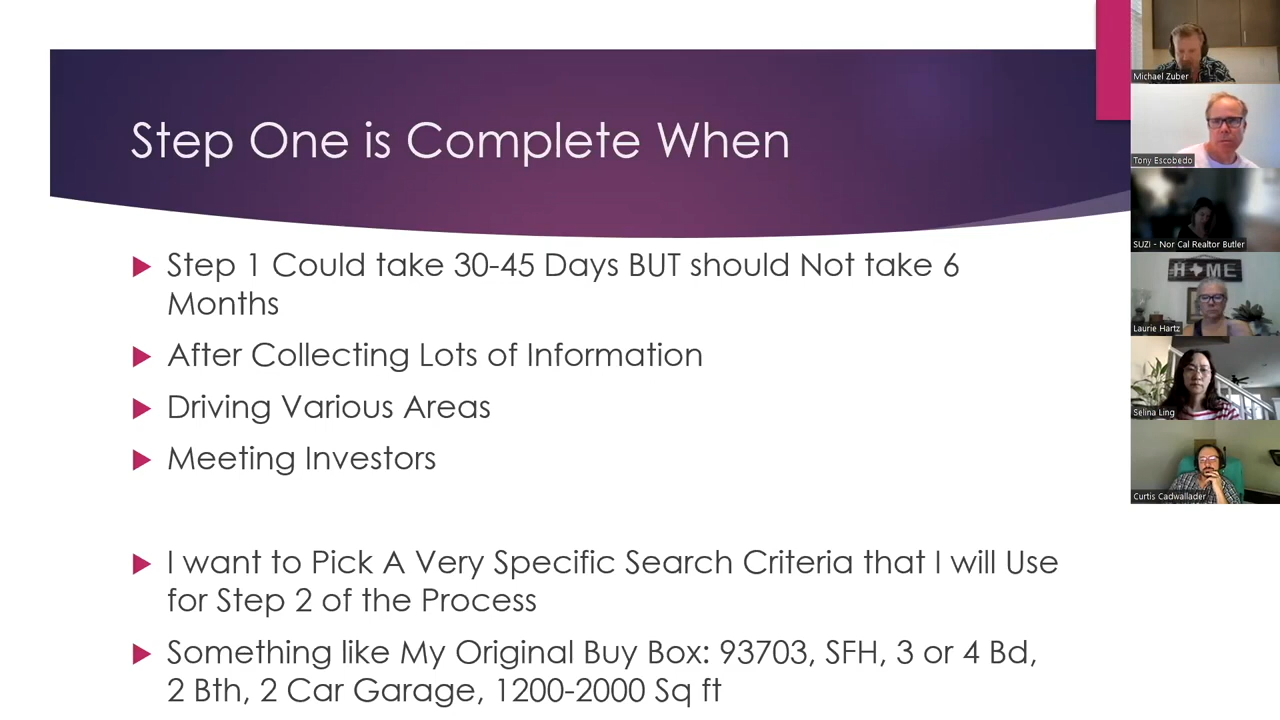 Step One is Complete When
Step 1 Could take 30-45 Days BUT should Not take 6
Months
After Collecting Lots of Information
Driving Various Areas
Meeting Investors
I want to Pick A Very Specific Search Criteria that I will Use
for Step 2 of the Process
Something like My Original Buy Box: 93703, SFH, 3 or 4 Bd,
2 Bth, 2 Car Garage, 1200-2000 Sq ft
Michael Zuber
Tony Escobedo
SUZI - Nor Cal Realtor Butler
H ME
Laurie Hartz
Selina Ling
Curtis Cadwallader